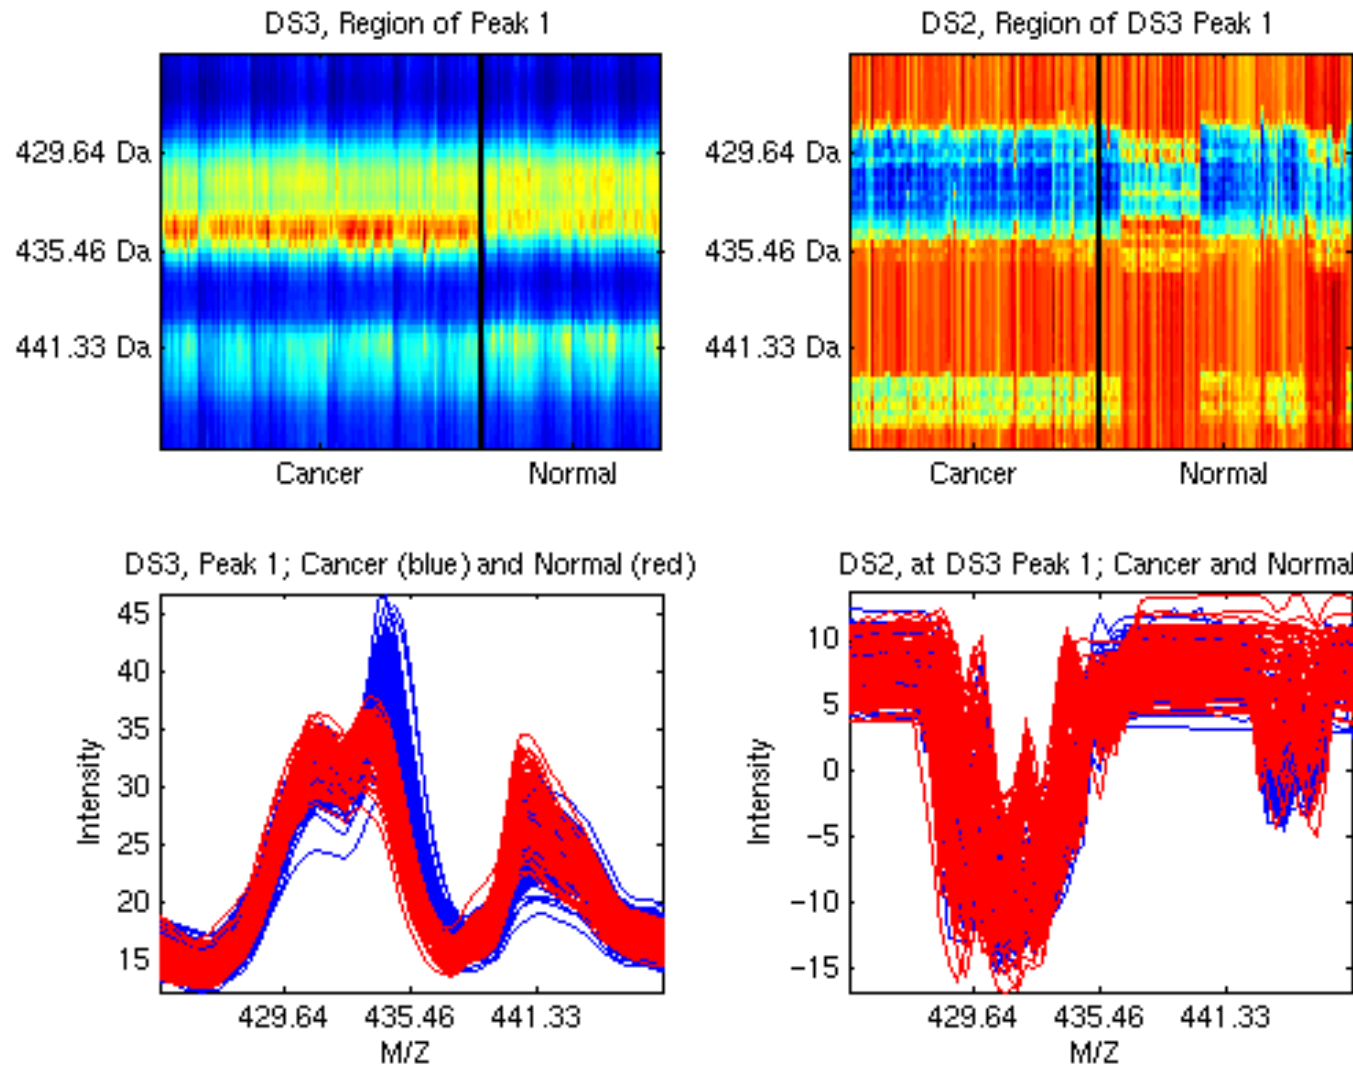 DS3, Region of Peak 1
429.64 Da
435.46 Da
441.33 Da
Cancer
Normal
DS2, Region of DS3 Peak 1
429.64 Da
435.46 Da
441.33 Da
Cancer
Normal
DS3, Peak 1; Cancer (blue) and Normal (red)
45
40
35
30
25
20
15
Intensity
429.64
435.46
441.33
M/Z
DS2, at DS3 Peak 1; Cancer and Normal
10
5
0
−5
−10
−15
Intensity
429.64
435.46
441.33
M/Z